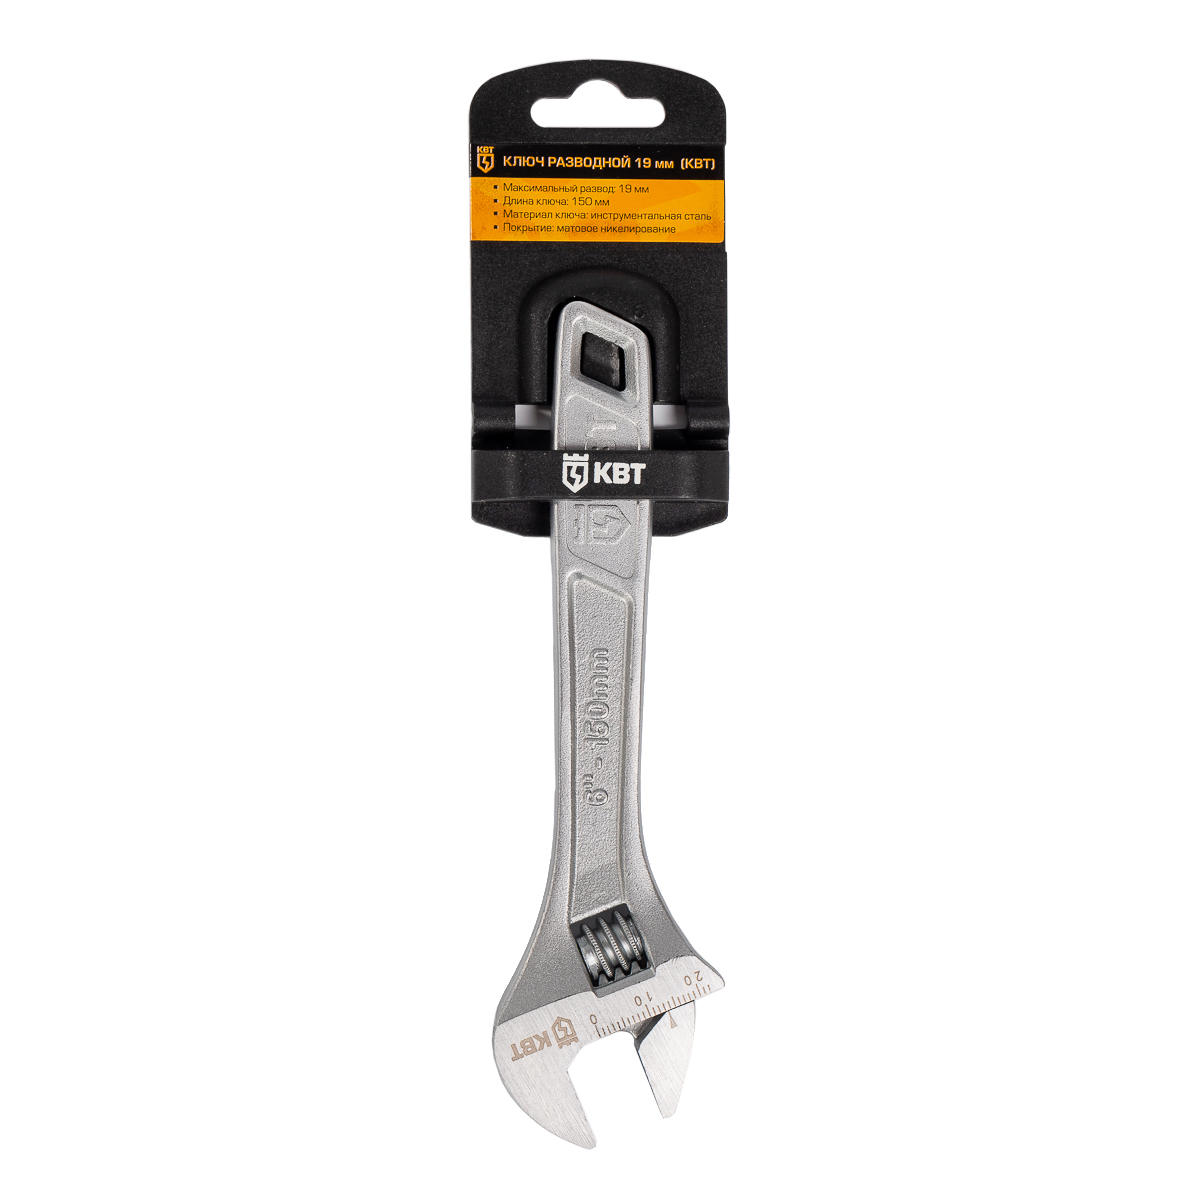 КВТ
КЛЮЧ РАЗВОДНОЙ 19 мм (КВТ)
▪ Максимальный развод: 19 мм
▪ Длина ключа: 150 мм
▪ Материал ключа: инструментальная сталь
▪ Покрытие: матовое никелирование
КВТ
6" - 150mm
0 10 20
КВТ